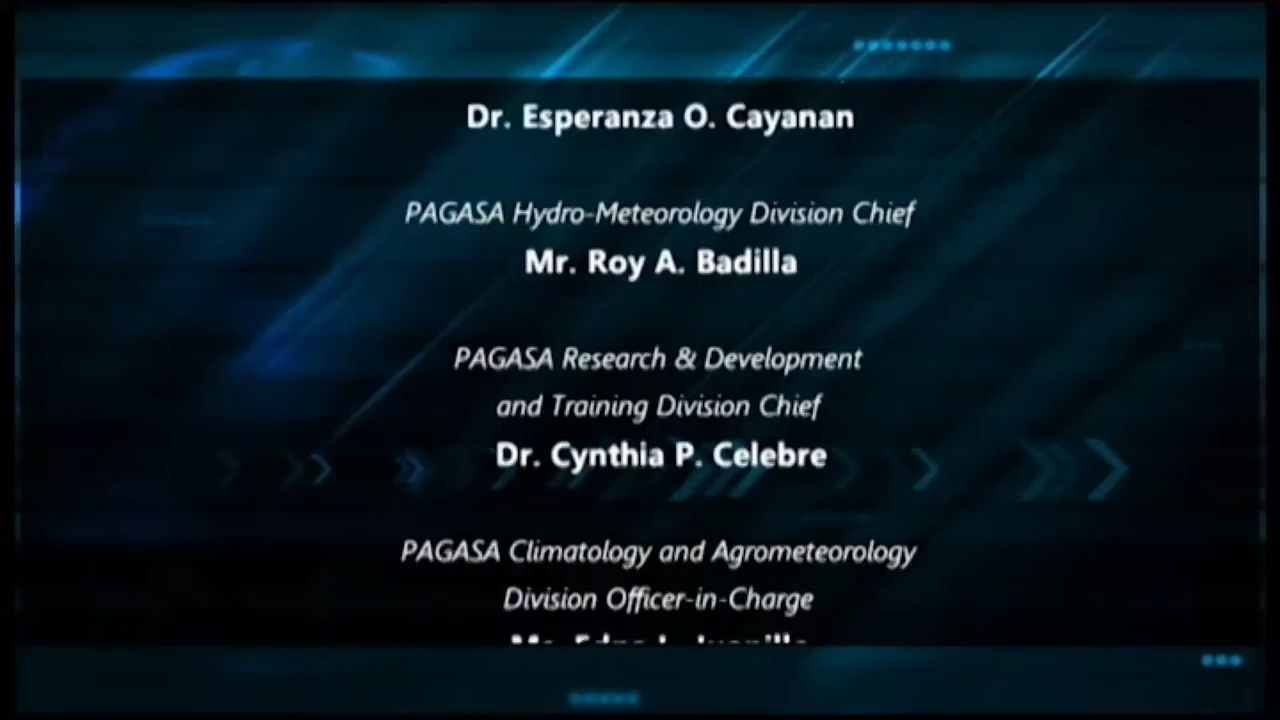 Dr. Esperanza O. Cayanan
PAGASA Hydro-Meteorology Division Chief
Mr. Roy A. Badilla
PAGASA Research & Development
and Training Division Chief
Dr. Cynthia P. Celebre
PAGASA Climatology and Agrometeorology
Division Officer-in-Charge